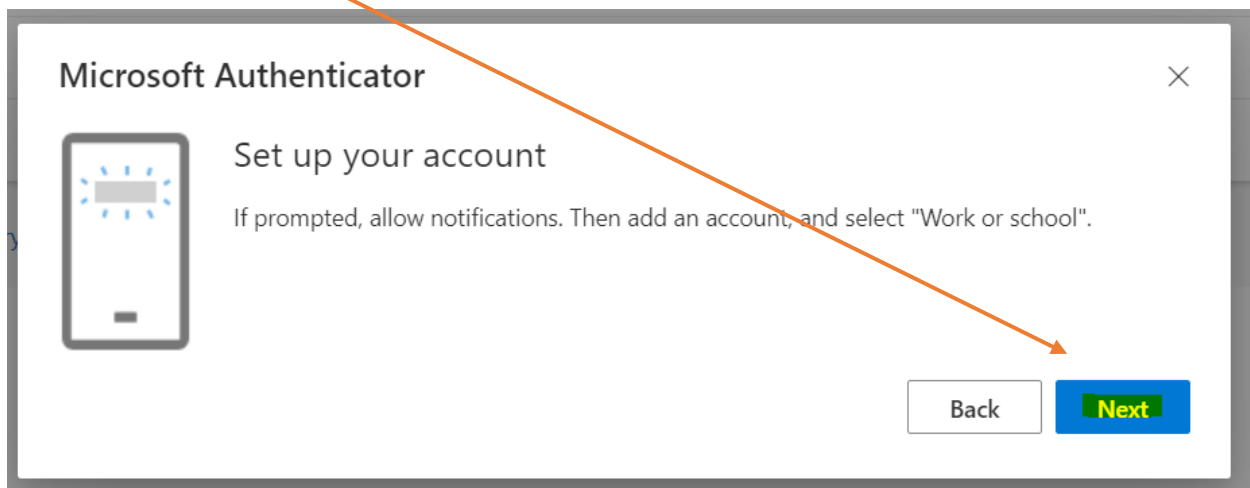 Microsoft Authenticator
Set up your account
If prompted, allow notifications. Then add an account, and select "Work or school".
Back Next